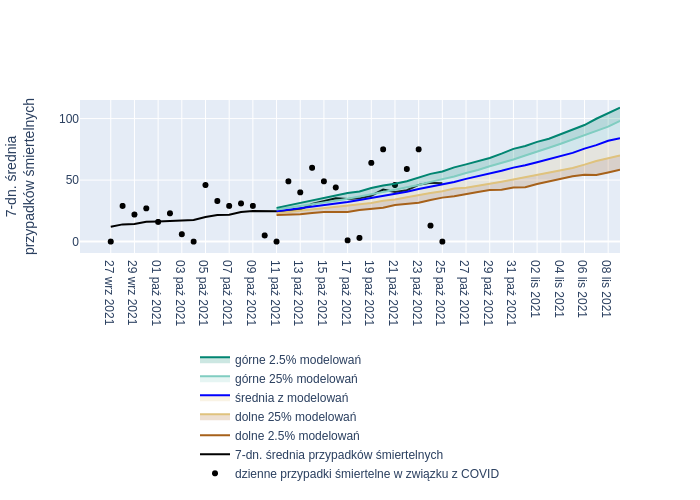 7-dn. średnia
przypadków śmiertelnych
100
50
0
27 wrz 2021
29 wrz 2021
01 paź 2021
03 paź 2021
05 paź 2021
07 paź 2021
09 paź 2021
11 paź 2021
13 paź 2021
15 paź 2021
17 paź 2021
19 paź 2021
21 paź 2021
23 paź 2021
25 paź 2021
27 paź 2021
29 paź 2021
31 paź 2021
02 lis 2021
04 lis 2021
06 lis 2021
08 lis 2021
górne 2.5% modelowań
górne 25% modelowań
średnia z modelowań
dolne 25% modelowań
dolne 2.5% modelowań
7-dn. średnia przypadków śmiertelnych
dzienne przypadki śmiertelne w związku z COVID